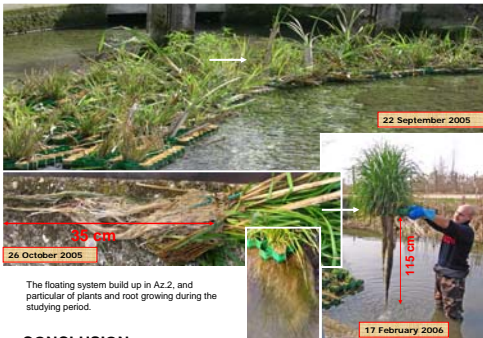 22 September 2005
35 cm
26 October 2005
115 cm
The floating system build up in Az.2, and
particular of plants and root growing during the
studying period.
17 February 2006